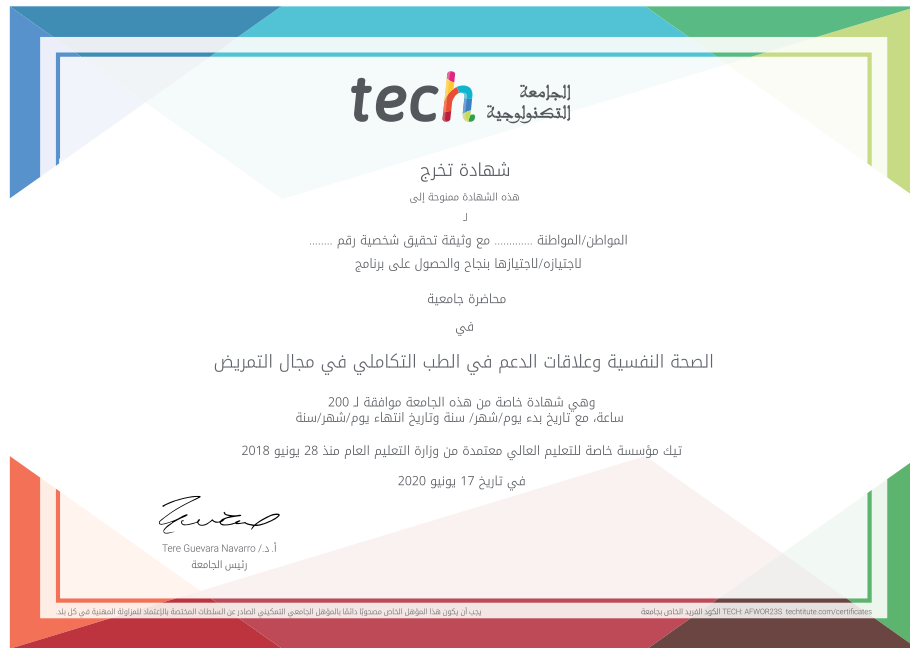 tech
الجامعة
التكنولوجية
شهادة تخرج
هذه الشهادة ممنوحة إلى
لـ
المواطن/المواطنة ............. مع وثيقة تحقيق شخصية رقم ........
لاجتيازه/لاجتيازها بنجاح والحصول على برنامج
محاضرة جامعية
في
الصحة النفسية وعلاقات الدعم في الطب التكاملي في مجال التمريض
وهي شهادة خاصة من هذه الجامعة موافقة لـ 200
ساعة، مع تاريخ بدء يوم/شهر/ سنة وتاريخ انتهاء يوم/شهر/سنة
تيك مؤسسة خاصة للتعليم العالي معتمدة من وزارة التعليم العام منذ 28 يونيو 2018
في تاريخ 17 يونيو 2020
أ. د./ Tere Guevara Navarro
رئيس الجامعة
يجب أن يكون هذا المؤهل الخاص مصحوبًا دائمًا بالمؤهل الجامعي التمكيني الصادر عن السلطات المختصة بالإعتماد للمزاولة المهنية في كل بلد.
الكود الفريد الخاص بجامعة TECH: AFWOR23S techtitute.com/certificates